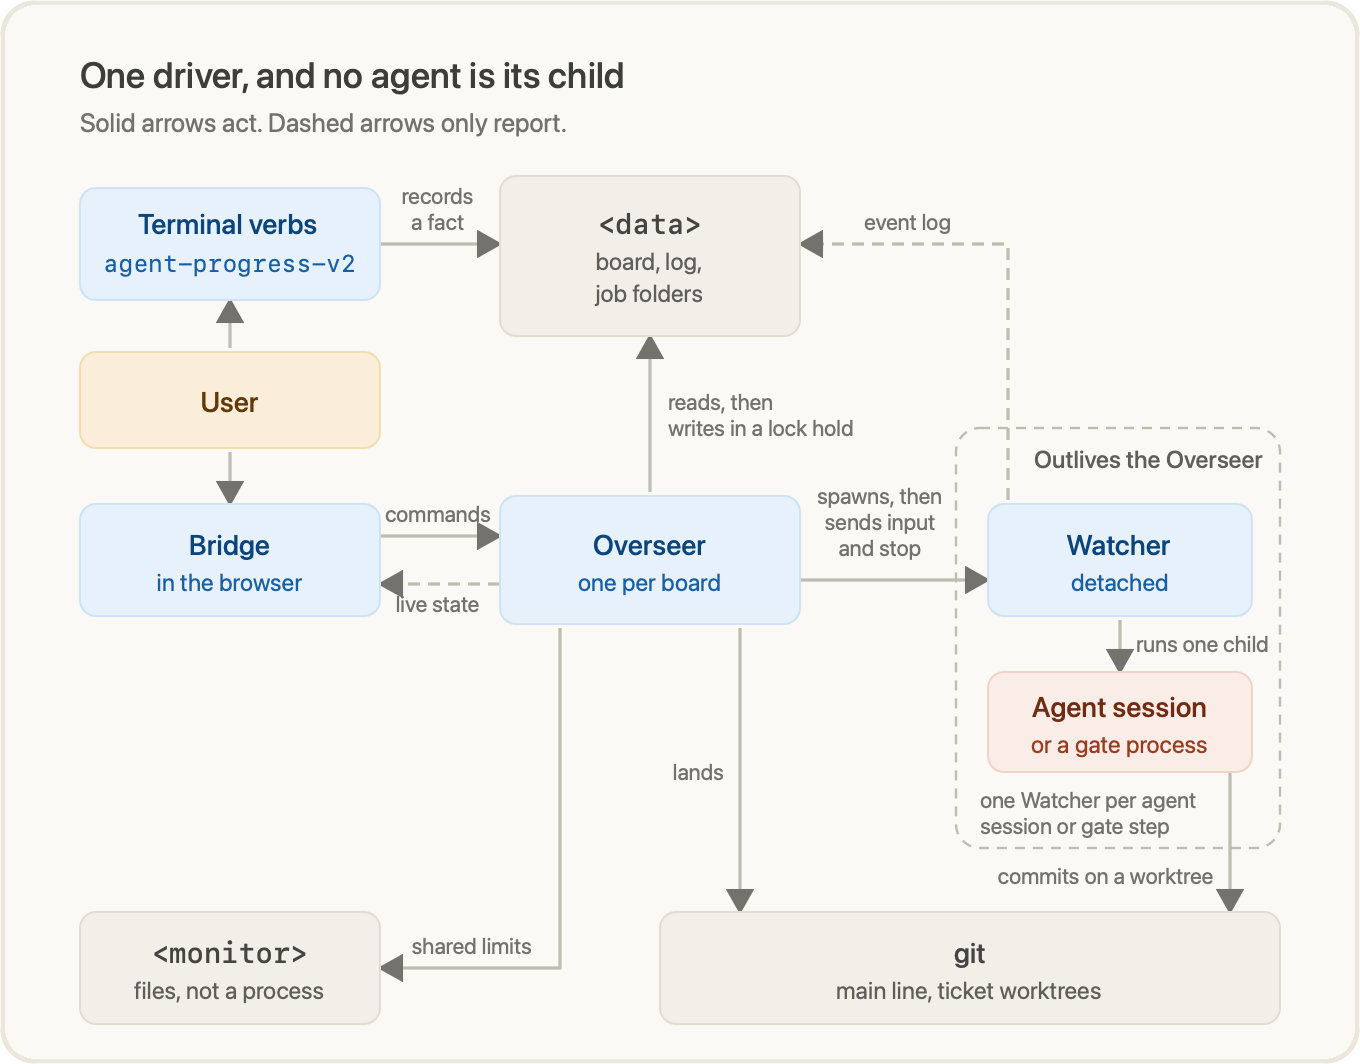 One driver, and no agent is its child
Solid arrows act. Dashed arrows only report.
Terminal verbs
agent-progress-v2
records
a fact
<data>
board, log,
job folders
event log
User
reads, then
writes in a lock hold
Outlives the Overseer
Bridge
in the browser
commands
live state
Overseer
one per board
spawns, then
sends input
and stop
Watcher
detached
runs one child
Agent session
or a gate process
one Watcher per agent
session or gate step
lands
commits on a worktree
<monitor>
files, not a process
shared limits
git
main line, ticket worktrees